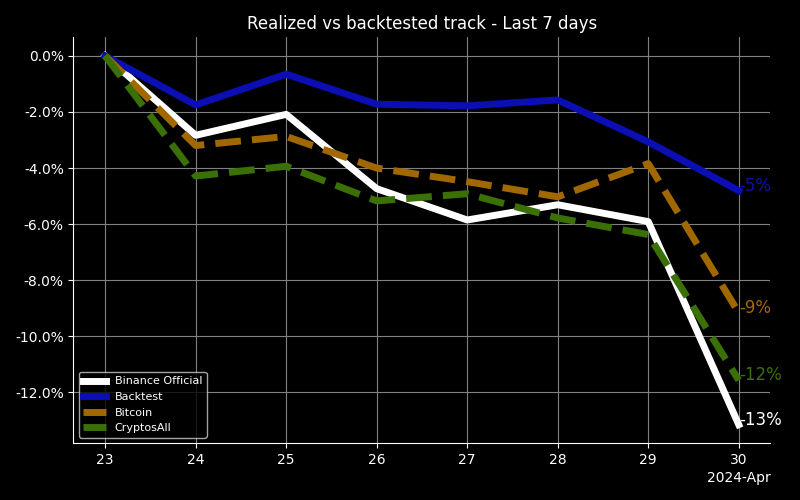 Realized vs backtested track - Last 7 days
0.0%
-2.0%
-4.0%
-6.0%
-8.0%
-10.0%
-12.0%
-5%
-9%
-12%
-13%
Binance Official
Backtest
Bitcoin
CryptosAll
23 24 25 26 27 28 29 30
2024-Apr